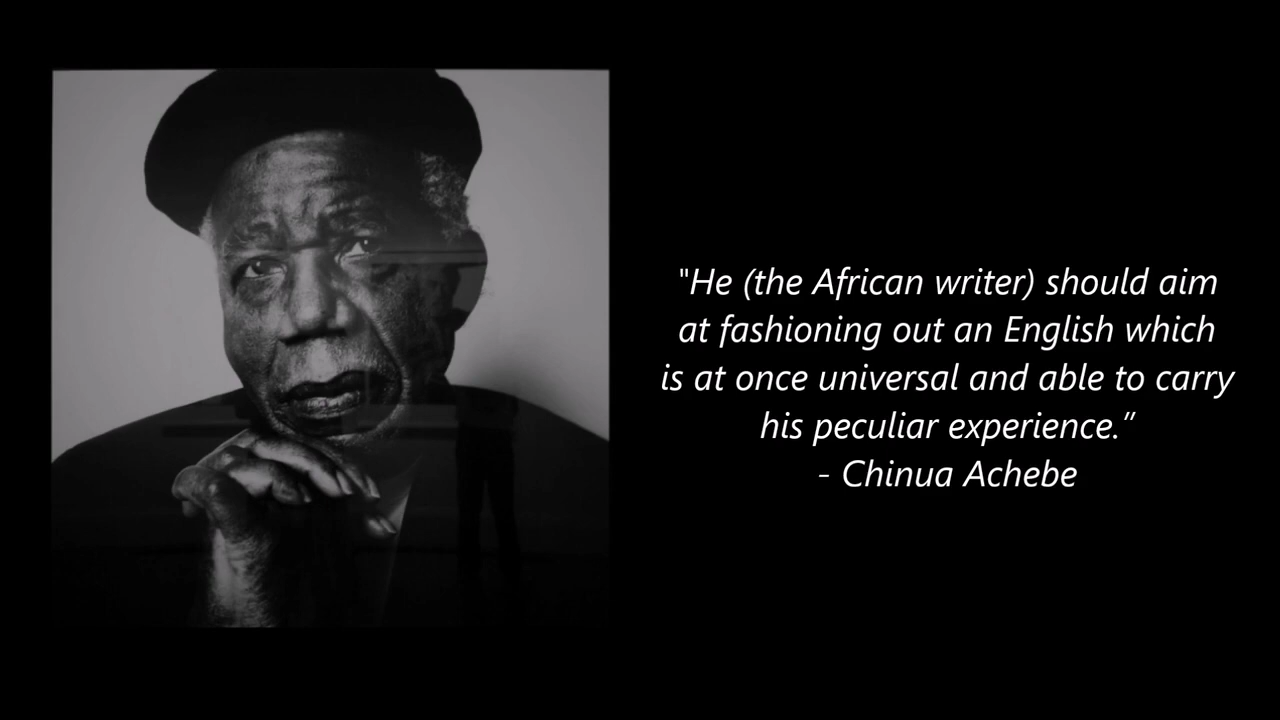 "He (the African writer) should aim
at fashioning out an English which
is at once universal and able to carry
his peculiar experience.”
- Chinua Achebe